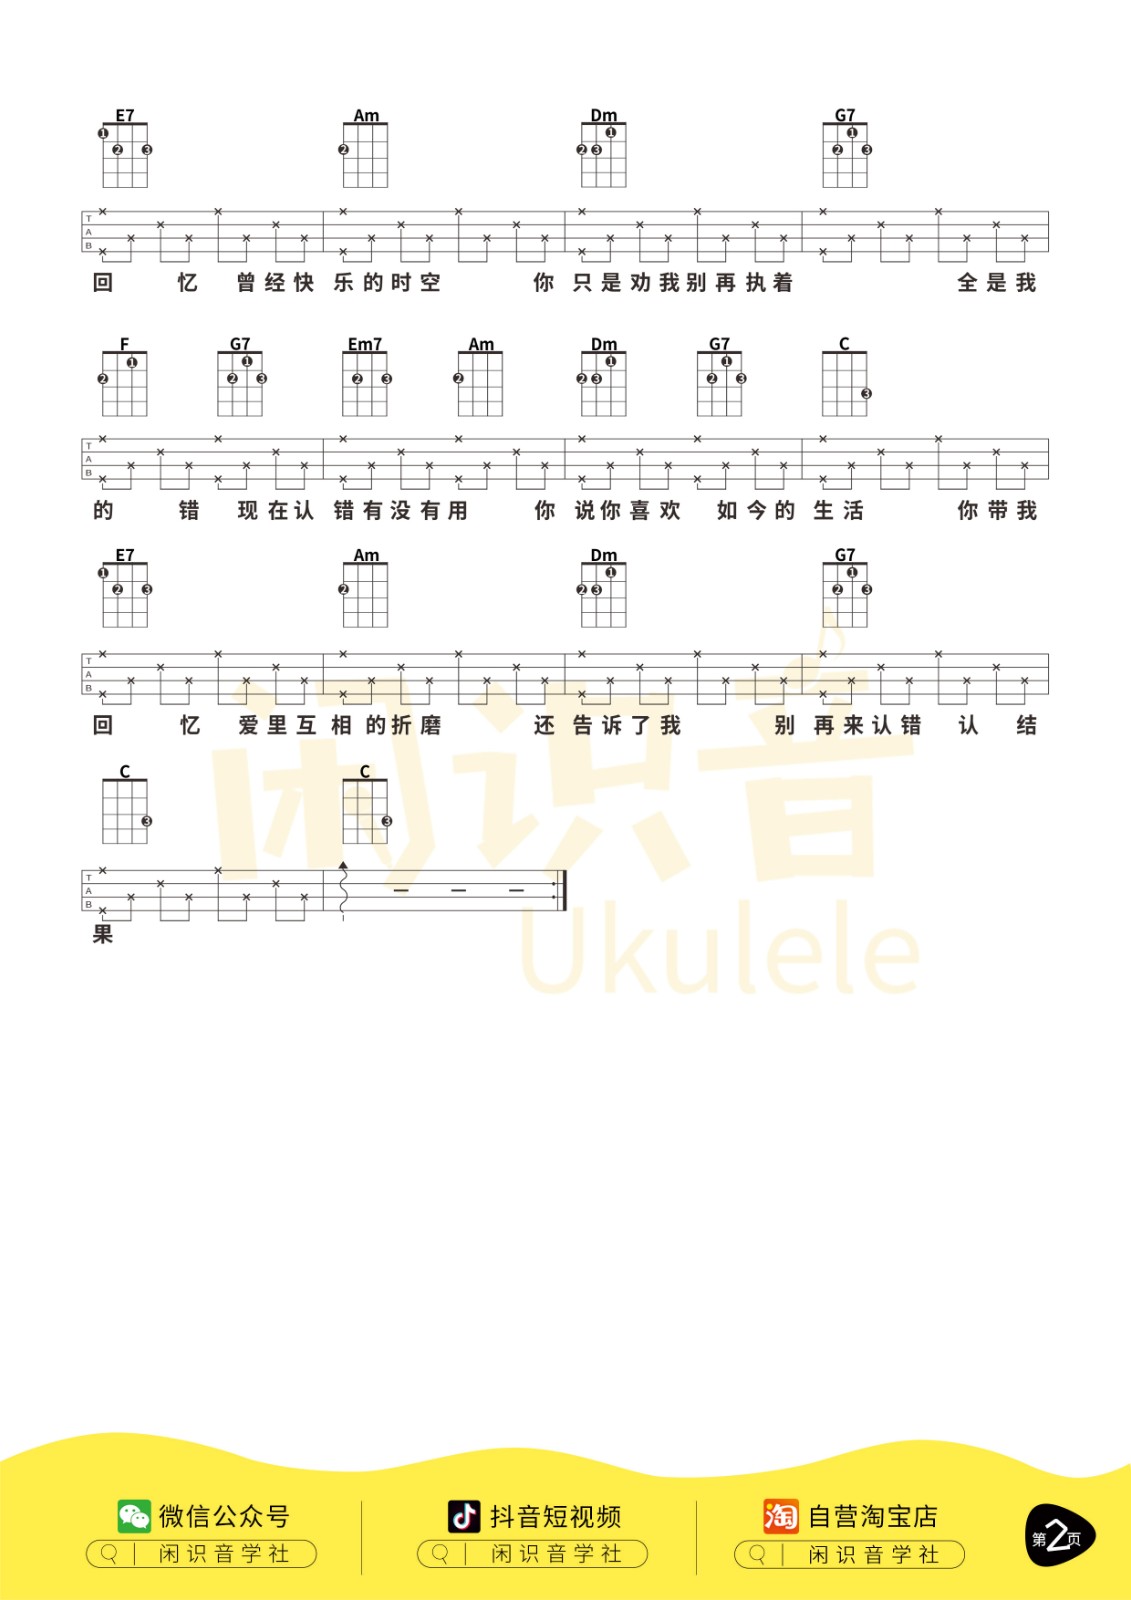 E7 Am Dm G7
TAB
回忆曾经快乐的时空 你只是劝我别再执着 全是我
F G7 Em7 Am Dm G7 C
TAB
的错现在认错有没有用 你说你喜欢如今的生活 你带我
E7 Am Dm G7
TAB
回忆爱里互相的折磨 还告诉了我 别再来认错认结
C C
TAB
果
闲识音
Ukulele
微信公众号 抖音短视频 自营淘宝店
闲识音学社 闲识音学社 闲识音学社
第2页